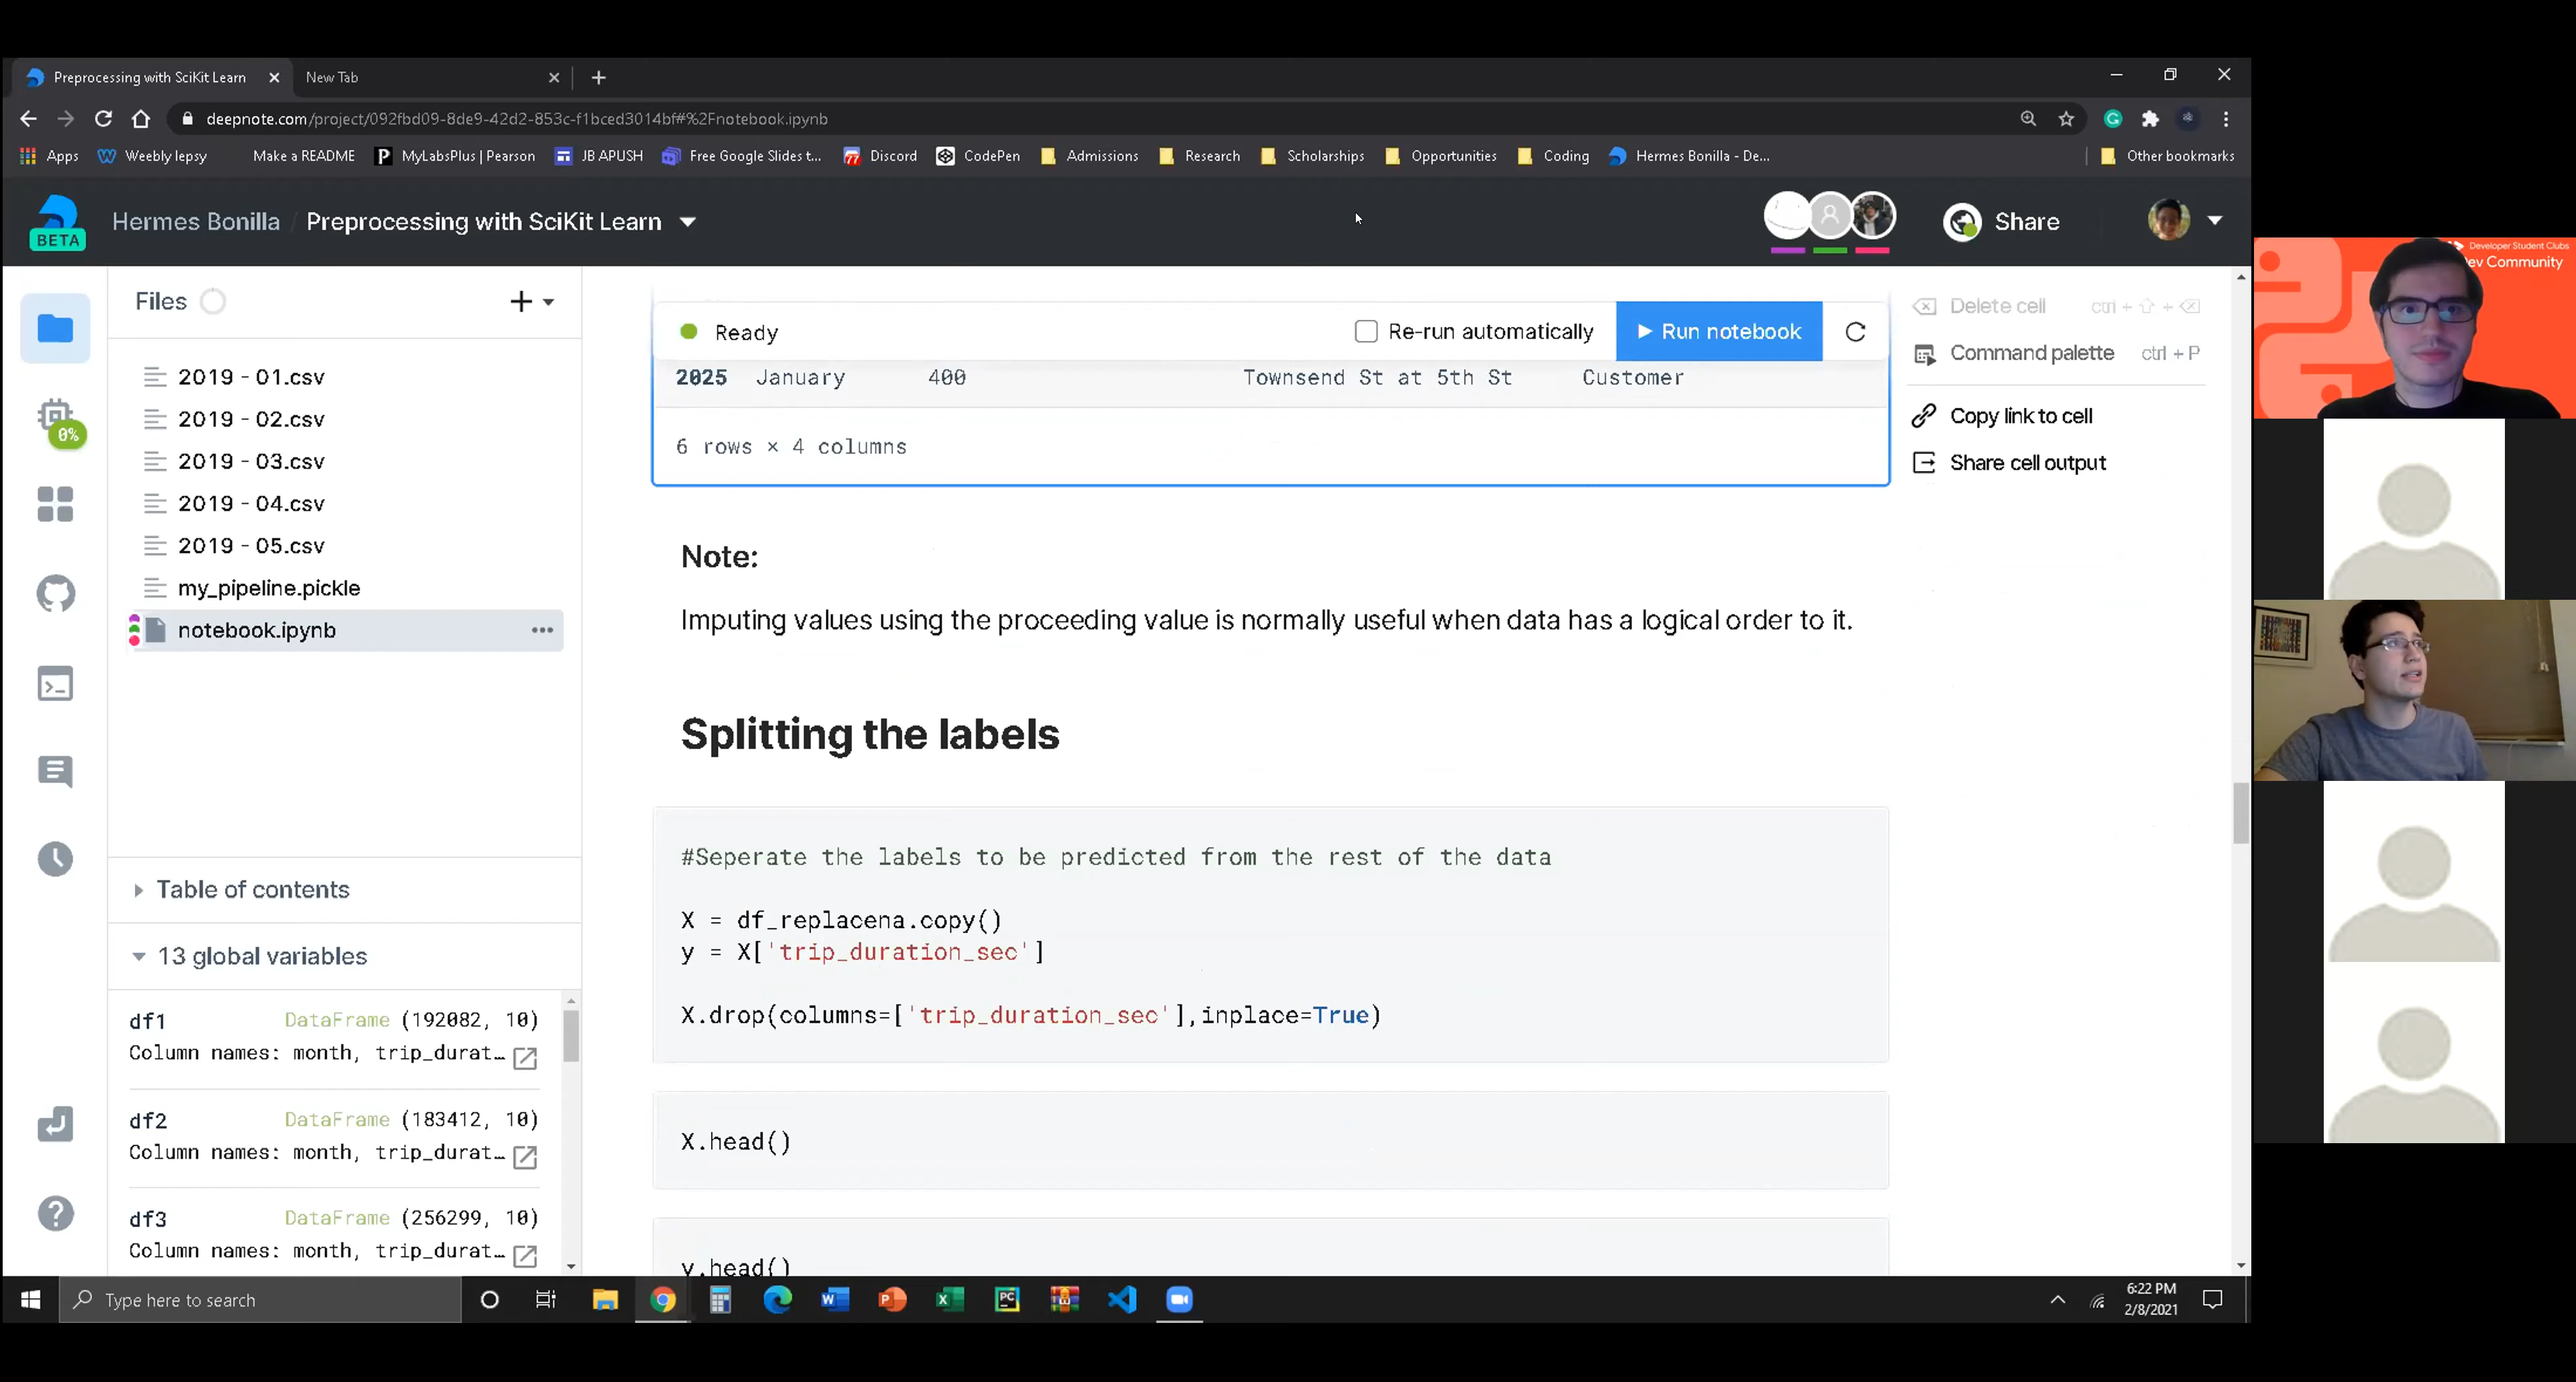 Preprocessing with SciKit Learn
New Tab
deepnote.com/project/092fbd09-8de9-42d2-853c-f1bced3014bf#%2Fnotebook.ipynb
Apps Weebly lepsy Make a README MyLabsPlus | Pearson JB APUSH Free Google Slides t... Discord CodePen Admissions Research Scholarships Opportunities Coding Hermes Bonilla - De... Other bookmarks
BETA
Hermes Bonilla / Preprocessing with SciKit Learn
Share
Files
2019 - 01.csv
2019 - 02.csv
2019 - 03.csv
2019 - 04.csv
2019 - 05.csv
my_pipeline.pickle
notebook.ipynb
0%
Table of contents
13 global variables
df1 DataFrame (192082, 10)
Column names: month, trip_durat…
df2 DataFrame (183412, 10)
Column names: month, trip_durat…
df3 DataFrame (256299, 10)
Column names: month, trip_durat…
Ready
Re-run automatically
Run notebook
2025 January 400 Townsend St at 5th St Customer
6 rows × 4 columns
Note:
Imputing values using the proceeding value is normally useful when data has a logical order to it.
Splitting the labels
#Seperate the labels to be predicted from the rest of the data
X = df_replacena.copy()
y = X['trip_duration_sec']
X.drop(columns=['trip_duration_sec'],inplace=True)
X.head()
y.head()
Delete cell ctrl + ⇧ + ⌫
Command palette ctrl + P
Copy link to cell
Share cell output
Developer Student Clubs
ev Community
Type here to search
6:22 PM
2/8/2021